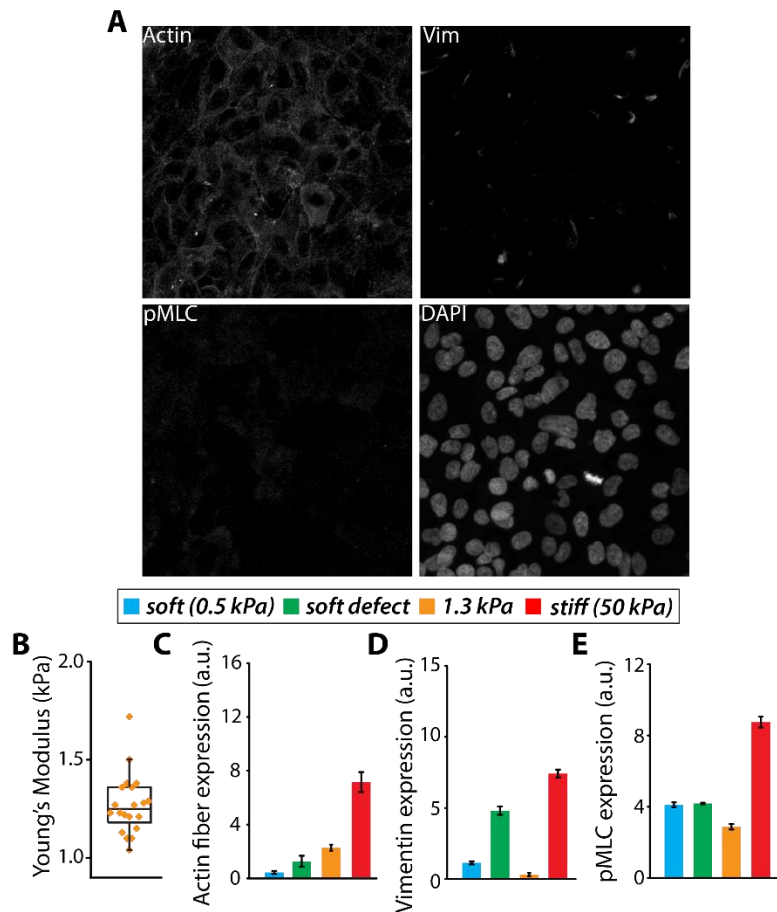 A
Actin
Vim
pMLC
DAPI
soft (0.5 kPa) soft defect 1.3 kPa stiff (50 kPa)
B
Young's Modulus (kPa)
2.0
1.5
1.0
C
Actin fiber expression (a.u.)
16
12
8
4
0
D
Vimentin expression (a.u.)
15
10
5
0
E
pMLC expression (a.u.)
12
8
4
0